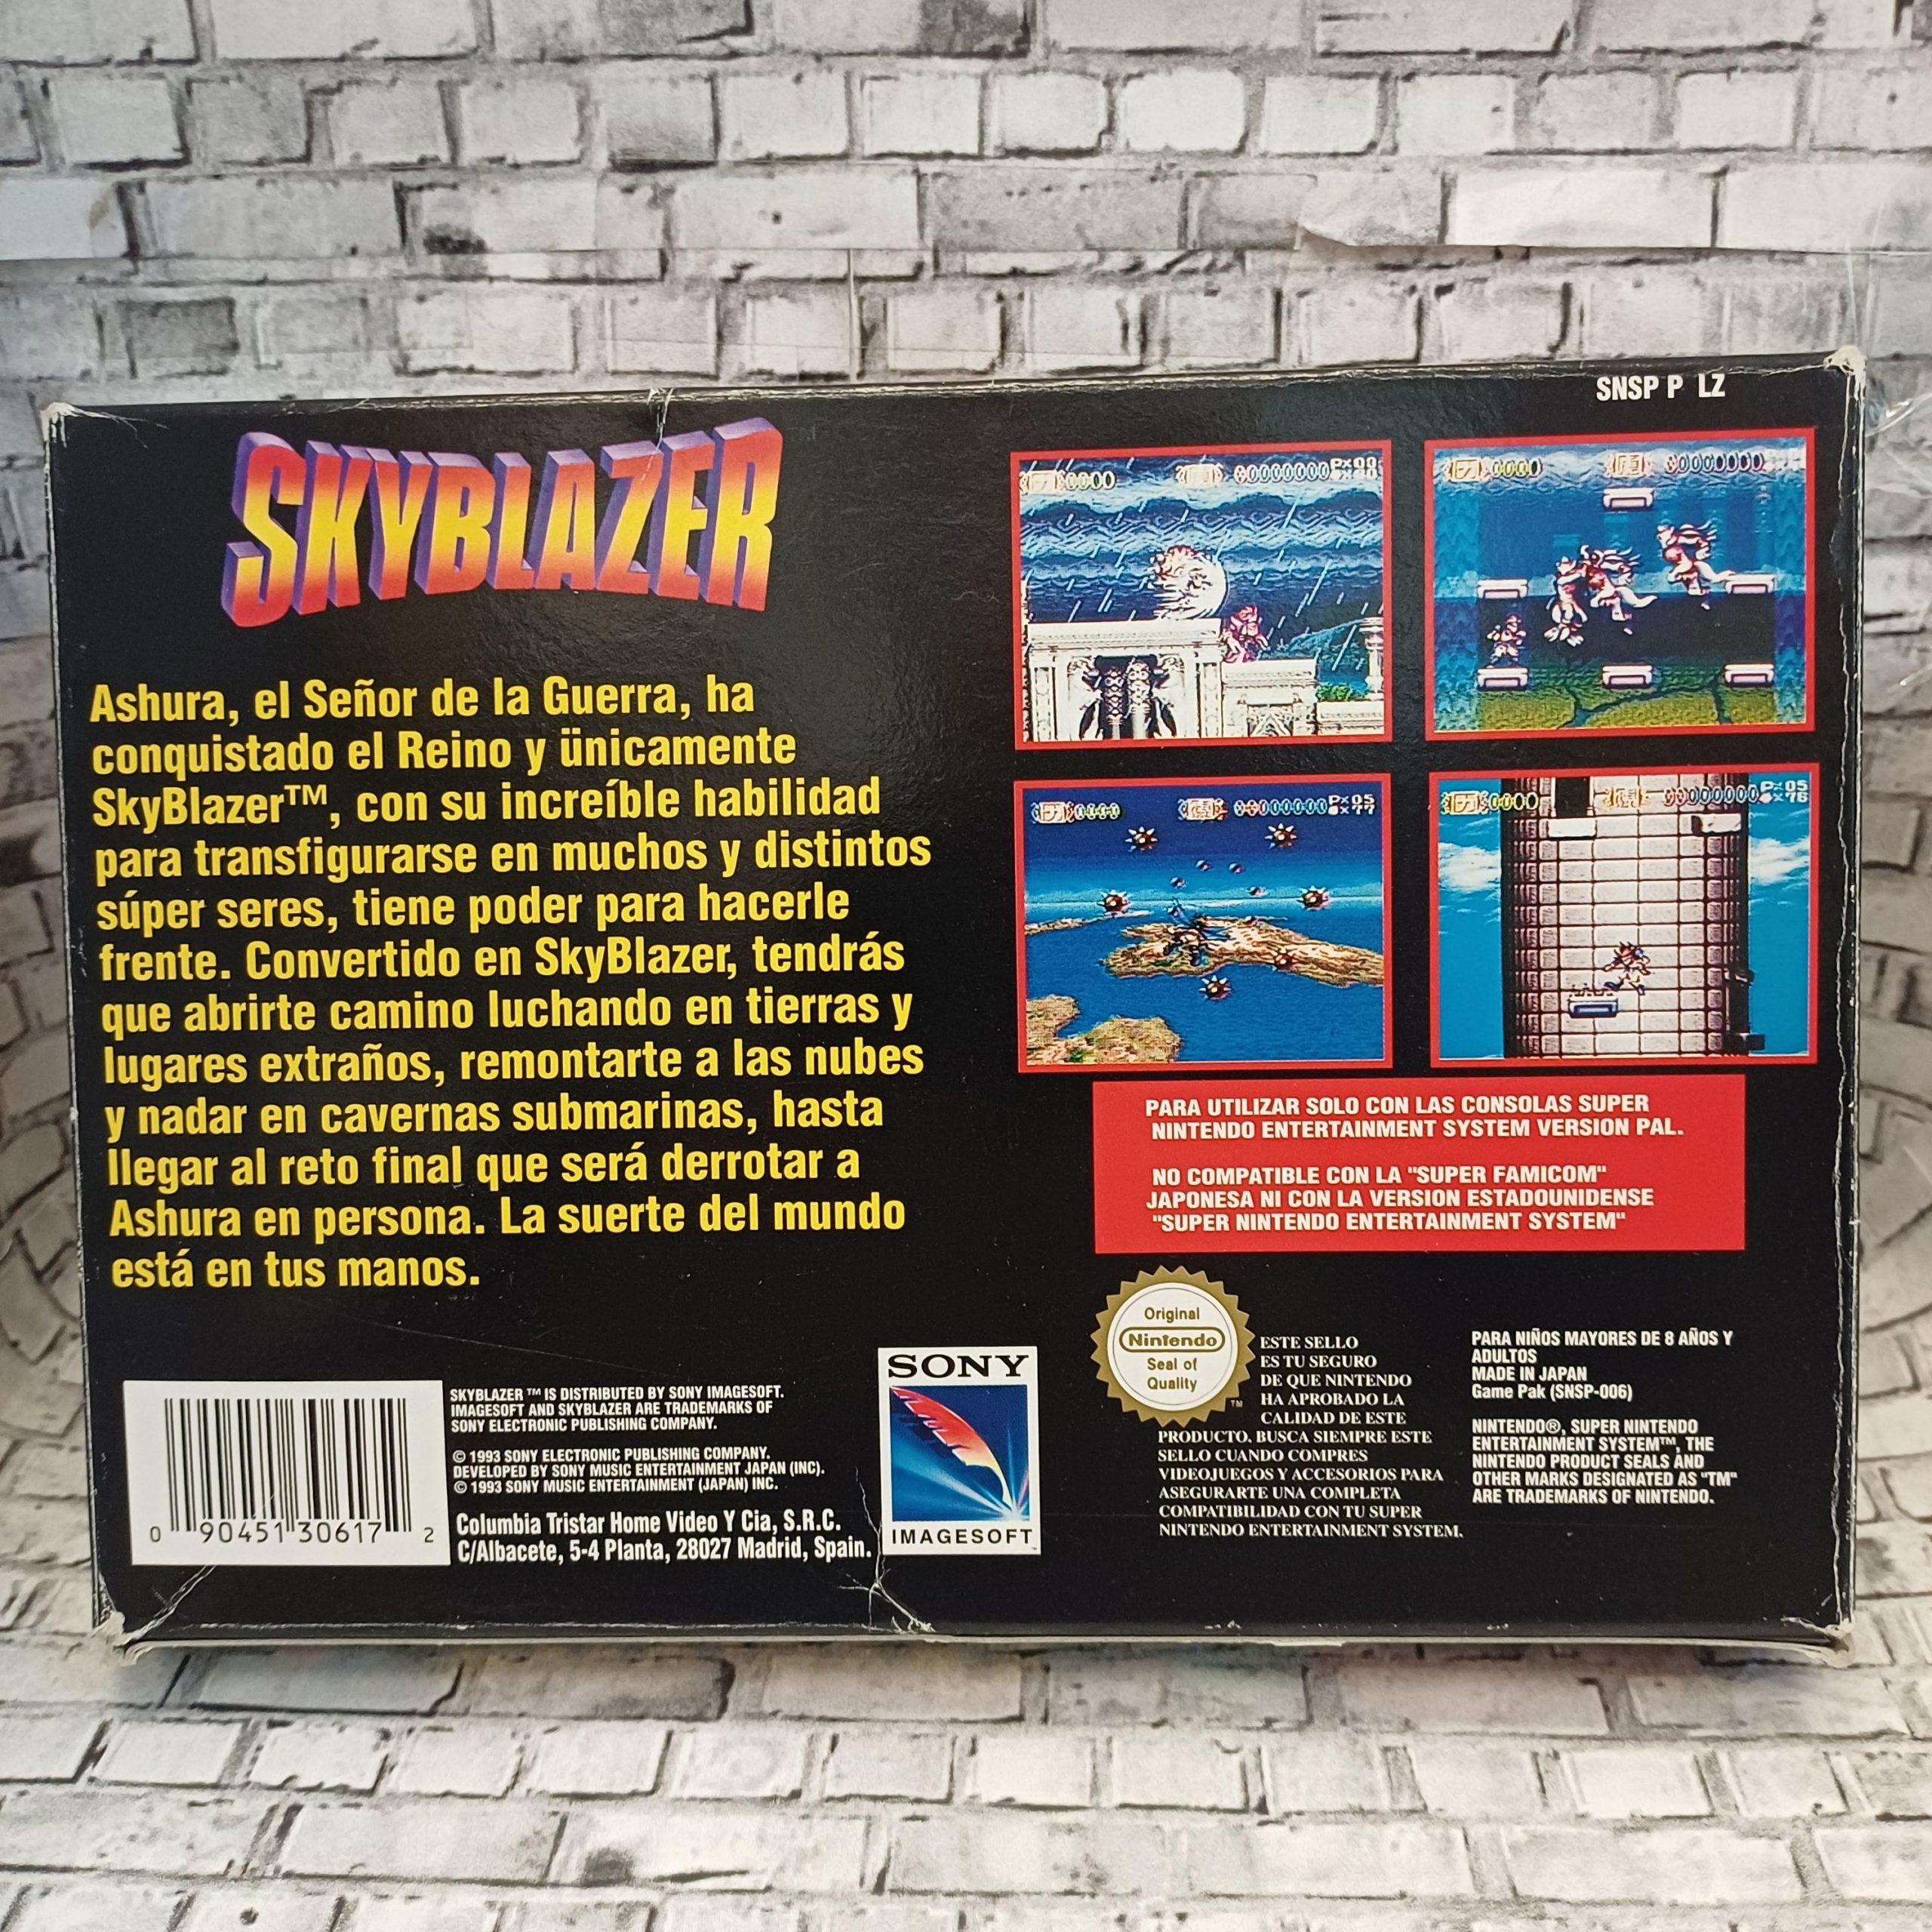 SNSP P LZ
SKYBLAZER
Ashura, el Señor de la Guerra, ha
conquistado el Reino y ünicamente
SkyBlazer™, con su increíble habilidad
para transfigurarse en muchos y distintos
súper seres, tiene poder para hacerle
frente. Convertido en SkyBlazer, tendrás
que abrirte camino luchando en tierras y
lugares extraños, remontarte a las nubes
y nadar en cavernas submarinas, hasta
llegar al reto final que será derrotar a
Ashura en persona. La suerte del mundo
está en tus manos.
PARA UTILIZAR SOLO CON LAS CONSOLAS SUPER
NINTENDO ENTERTAINMENT SYSTEM VERSION PAL.
NO COMPATIBLE CON LA "SUPER FAMICOM"
JAPONESA NI CON LA VERSION ESTADOUNIDENSE
"SUPER NINTENDO ENTERTAINMENT SYSTEM"
0 90451 30617 2
SKYBLAZER ™ IS DISTRIBUTED BY SONY IMAGESOFT.
IMAGESOFT AND SKYBLAZER ARE TRADEMARKS OF
SONY ELECTRONIC PUBLISHING COMPANY.
© 1993 SONY ELECTRONIC PUBLISHING COMPANY.
DEVELOPED BY SONY MUSIC ENTERTAINMENT JAPAN (INC).
© 1993 SONY MUSIC ENTERTAINMENT (JAPAN) INC.
Columbia Tristar Home Video Y Cia, S.R.C.
C/Albacete, 5-4 Planta, 28027 Madrid, Spain.
SONY
IMAGESOFT™
Original
Nintendo
Seal of
Quality
TM
ESTE SELLO
ES TU SEGURO
DE QUE NINTENDO
HA APROBADO LA
CALIDAD DE ESTE
PRODUCTO. BUSCA SIEMPRE ESTE
SELLO CUANDO COMPRES
VIDEOJUEGOS Y ACCESORIOS PARA
ASEGURARTE UNA COMPLETA
COMPATIBILIDAD CON TU SUPER
NINTENDO ENTERTAINMENT SYSTEM.
PARA NIÑOS MAYORES DE 8 AÑOS Y
ADULTOS
MADE IN JAPAN
Game Pak (SNSP-006)
NINTENDO®, SUPER NINTENDO
ENTERTAINMENT SYSTEM™, THE
NINTENDO PRODUCT SEALS AND
OTHER MARKS DESIGNATED AS "TM"
ARE TRADEMARKS OF NINTENDO.